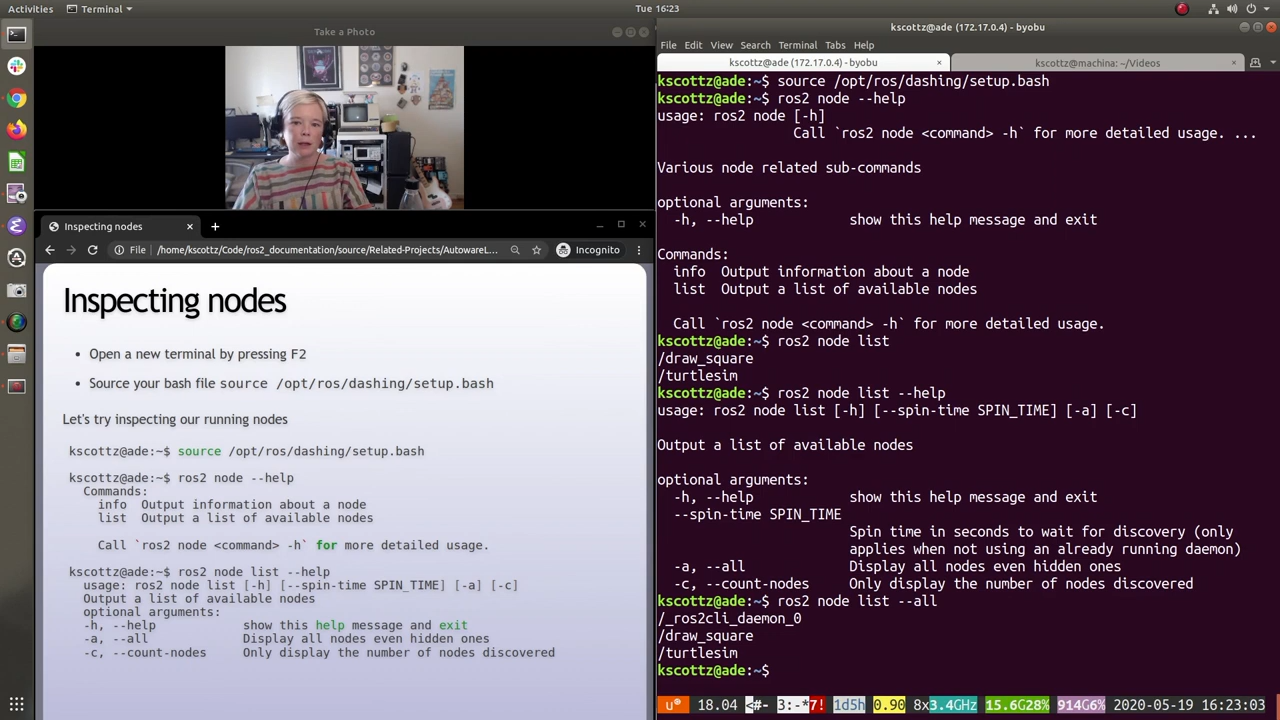 Activities
Terminal
Tue 16:23
Take a Photo
Inspecting nodes
File
/home/kscottz/Code/ros2_documentation/source/Related-Projects/AutowareL...
Incognito
Inspecting nodes
• Open a new terminal by pressing F2
• Source your bash file source /opt/ros/dashing/setup.bash
Let's try inspecting our running nodes
kscottz@ade:~$ source /opt/ros/dashing/setup.bash
kscottz@ade:~$ ros2 node --help
Commands:
info Output information about a node
list Output a list of available nodes
Call `ros2 node <command> -h` for more detailed usage.
kscottz@ade:~$ ros2 node list --help
usage: ros2 node list [-h] [--spin-time SPIN_TIME] [-a] [-c]
Output a list of available nodes
optional arguments:
-h, --help show this help message and exit
-a, --all Display all nodes even hidden ones
-c, --count-nodes Only display the number of nodes discovered
kscottz@ade (172.17.0.4) - byobu
File Edit View Search Terminal Tabs Help
kscottz@ade (172.17.0.4) - byobu
kscottz@machina: ~/Videos
kscottz@ade:~$ source /opt/ros/dashing/setup.bash
kscottz@ade:~$ ros2 node --help
usage: ros2 node [-h]
Call `ros2 node <command> -h` for more detailed usage. ...
Various node related sub-commands
optional arguments:
-h, --help show this help message and exit
Commands:
info Output information about a node
list Output a list of available nodes
Call `ros2 node <command> -h` for more detailed usage.
kscottz@ade:~$ ros2 node list
/draw_square
/turtlesim
kscottz@ade:~$ ros2 node list --help
usage: ros2 node list [-h] [--spin-time SPIN_TIME] [-a] [-c]
Output a list of available nodes
optional arguments:
-h, --help show this help message and exit
--spin-time SPIN_TIME
Spin time in seconds to wait for discovery (only
applies when not using an already running daemon)
-a, --all Display all nodes even hidden ones
-c, --count-nodes Only display the number of nodes discovered
kscottz@ade:~$ ros2 node list --all
/_ros2cli_daemon_0
/draw_square
/turtlesim
kscottz@ade:~$
u® 18.04 <#- 3:-*7! 1d5h 0.90 8x3.4GHz 15.6G28% 914G6% 2020-05-19 16:23:03